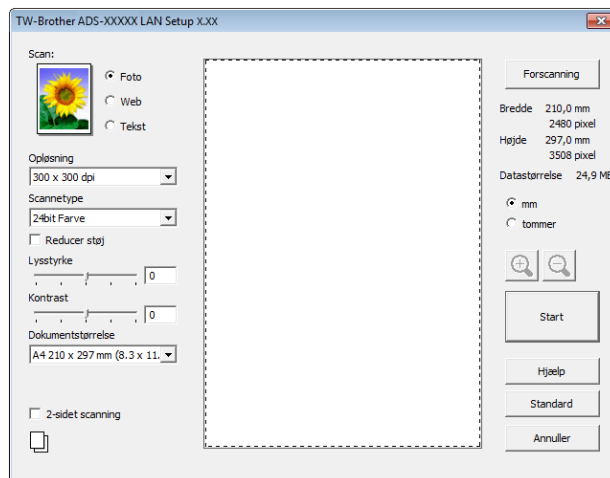 TW-Brother ADS-XXXXX LAN Setup X.XX
Scan:
Foto
Web
Tekst
Opløsning
300 x 300 dpi
Scannetype
24bit Farve
Reducer støj
Lysstyrke
0
Kontrast
0
Dokumentstørrelse
A4 210 x 297 mm (8.3 x 11.
2-sidet scanning
Forscanning
Bredde 210,0 mm
2480 pixel
Højde 297,0 mm
3508 pixel
Datastørrelse 24,9 MB
mm
tommer
Start
Hjælp
Standard
Annuller